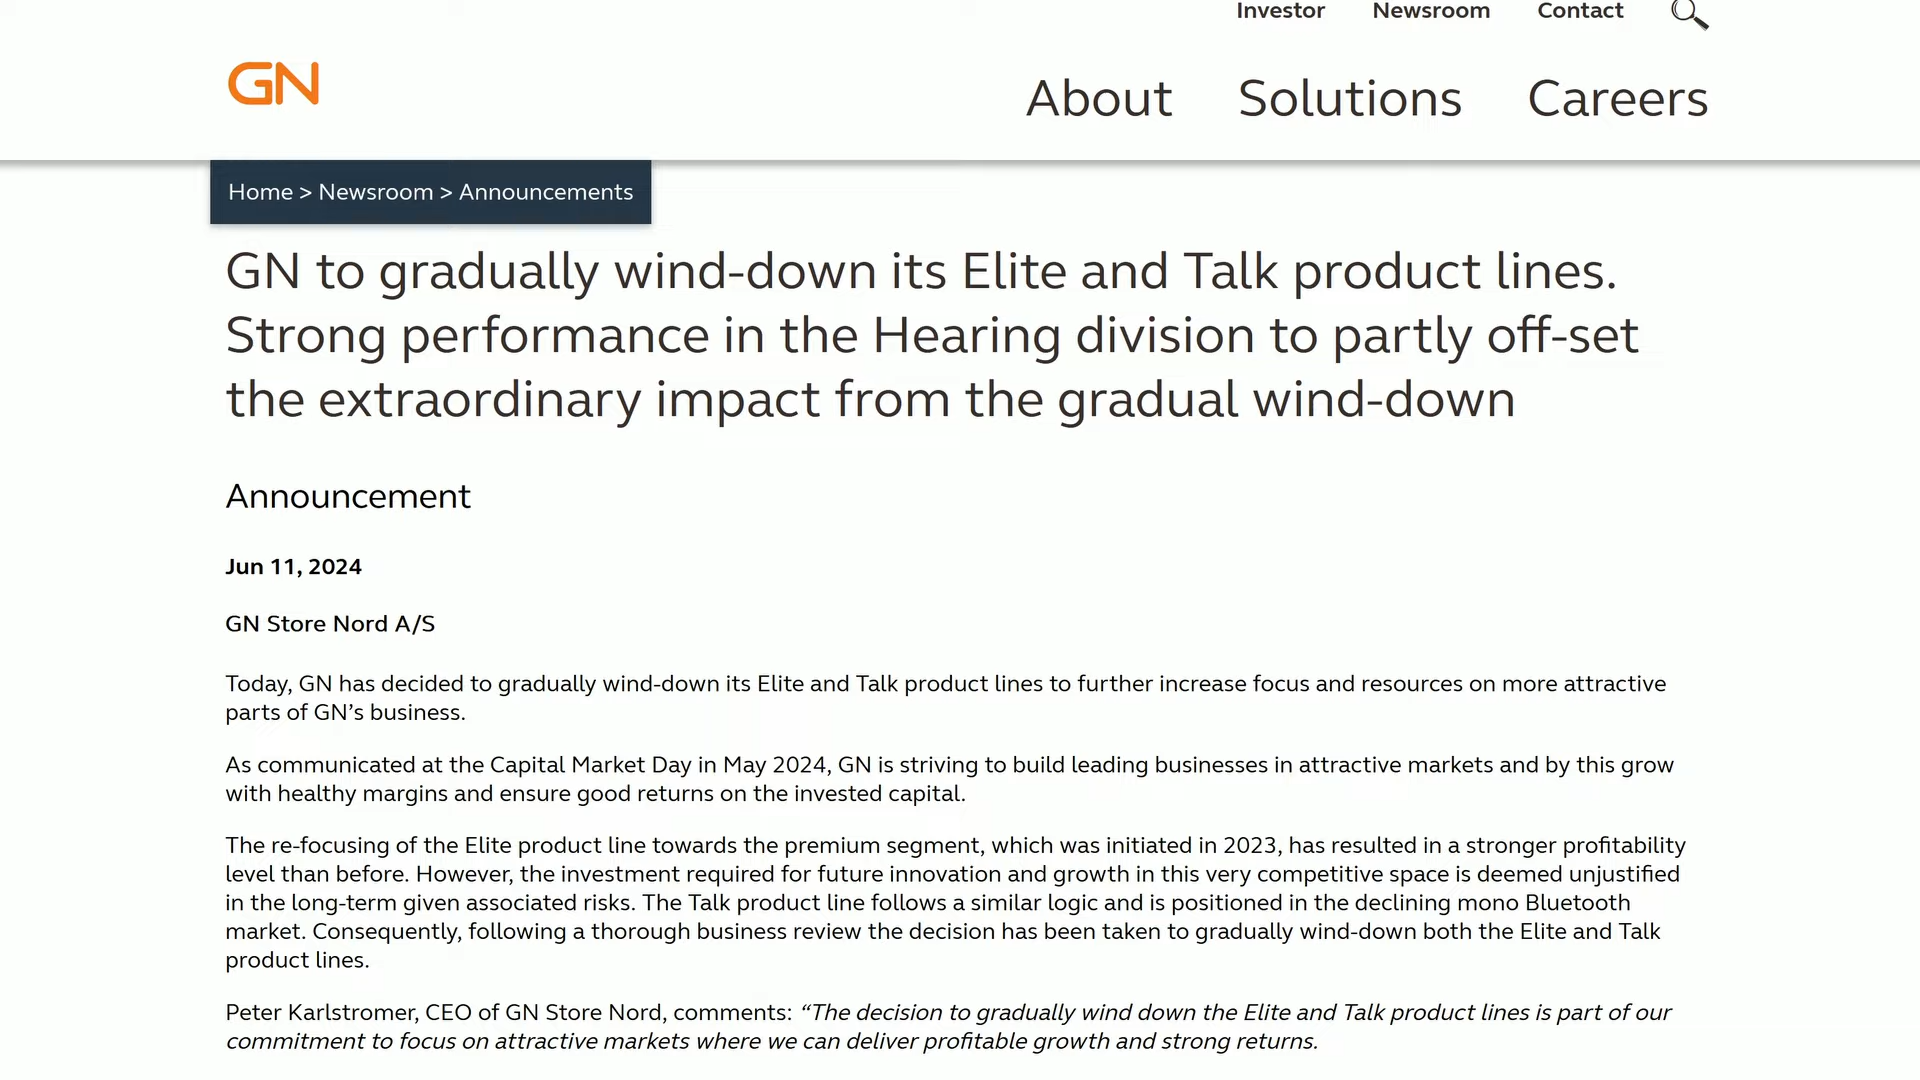 Investor Newsroom Contact
GN
About Solutions Careers
Home > Newsroom > Announcements
GN to gradually wind-down its Elite and Talk product lines.
Strong performance in the Hearing division to partly off-set
the extraordinary impact from the gradual wind-down
Announcement
Jun 11, 2024
GN Store Nord A/S
Today, GN has decided to gradually wind-down its Elite and Talk product lines to further increase focus and resources on more attractive
parts of GN’s business.
As communicated at the Capital Market Day in May 2024, GN is striving to build leading businesses in attractive markets and by this grow
with healthy margins and ensure good returns on the invested capital.
The re-focusing of the Elite product line towards the premium segment, which was initiated in 2023, has resulted in a stronger profitability
level than before. However, the investment required for future innovation and growth in this very competitive space is deemed unjustified
in the long-term given associated risks. The Talk product line follows a similar logic and is positioned in the declining mono Bluetooth
market. Consequently, following a thorough business review the decision has been taken to gradually wind-down both the Elite and Talk
product lines.
Peter Karlstromer, CEO of GN Store Nord, comments: “The decision to gradually wind down the Elite and Talk product lines is part of our
commitment to focus on attractive markets where we can deliver profitable growth and strong returns.